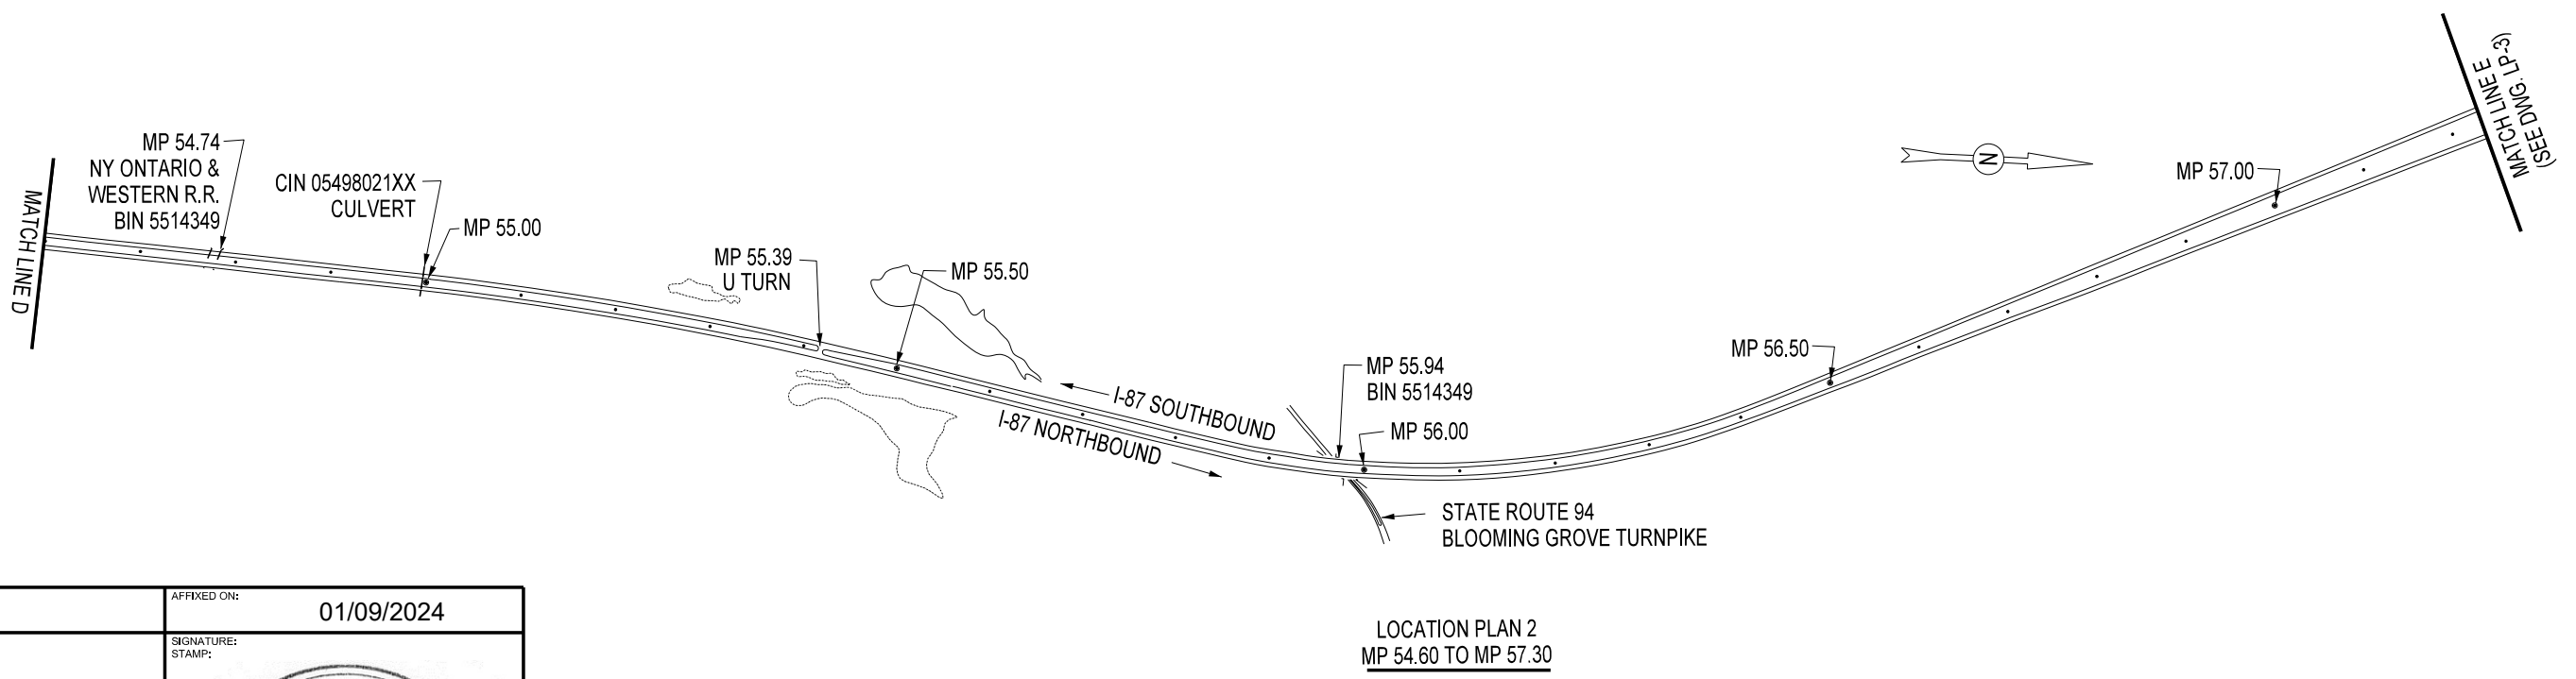 MATCH LINE D
MP 54.74
NY ONTARIO &
WESTERN R.R.
BIN 5514349
CIN 05498021XX
CULVERT
MP 55.00
MP 55.39
U TURN
MP 55.50
I-87 SOUTHBOUND
I-87 NORTHBOUND
MP 55.94
BIN 5514349
MP 56.00
STATE ROUTE 94
BLOOMING GROVE TURNPIKE
MP 56.50
N
MP 57.00
MATCH LINE E
(SEE DWG. LP-3)
AFFIXED ON:
01/09/2024
SIGNATURE:
STAMP:
LOCATION PLAN 2
MP 54.60 TO MP 57.30